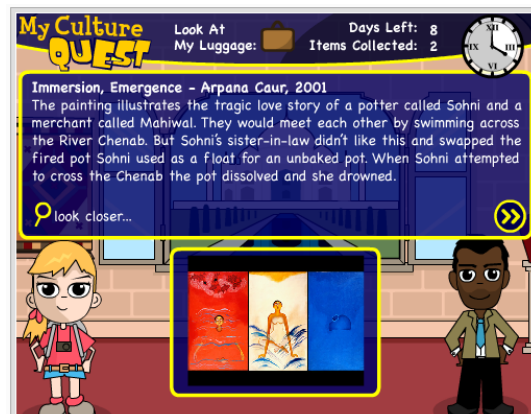 My Culture
QUEST
Look At
My Luggage:
Days Left: 8
Items Collected: 2
XII
III
VI
IX
Immersion, Emergence - Arpana Caur, 2001
The painting illustrates the tragic love story of a potter called Sohni and a
merchant called Mahiwal. They would meet each other by swimming across
the River Chenab. But Sohni's sister-in-law didn't like this and swapped the
fired pot Sohni used as a float for an unbaked pot. When Sohni attempted
to cross the Chenab the pot dissolved and she drowned.
look closer...